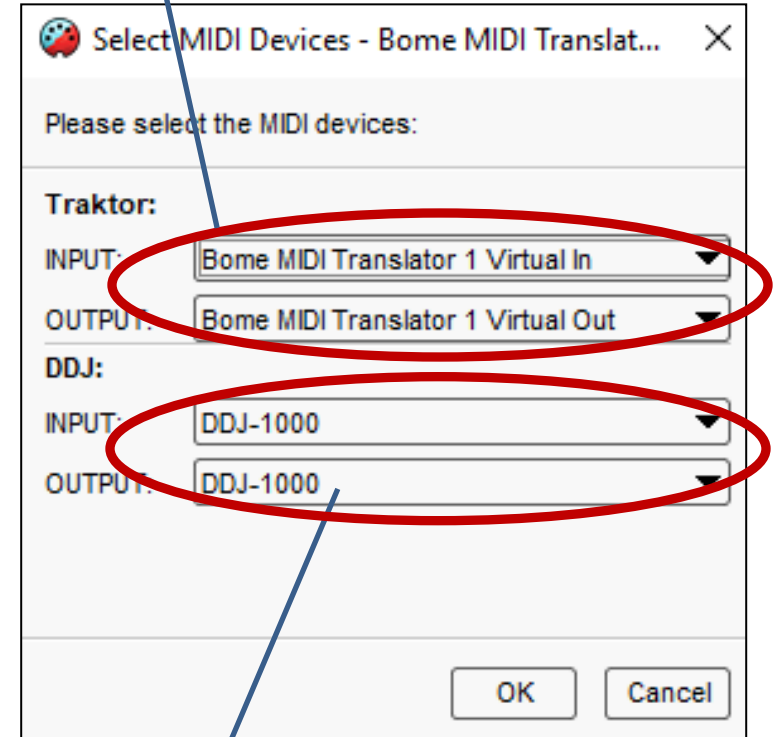 Select MIDI Devices - Bome MIDI Translat...
Please select the MIDI devices:
Traktor:
INPUT: Bome MIDI Translator 1 Virtual In
OUTPUT: Bome MIDI Translator 1 Virtual Out
DDJ:
INPUT: DDJ-1000
OUTPUT: DDJ-1000
OK Cancel